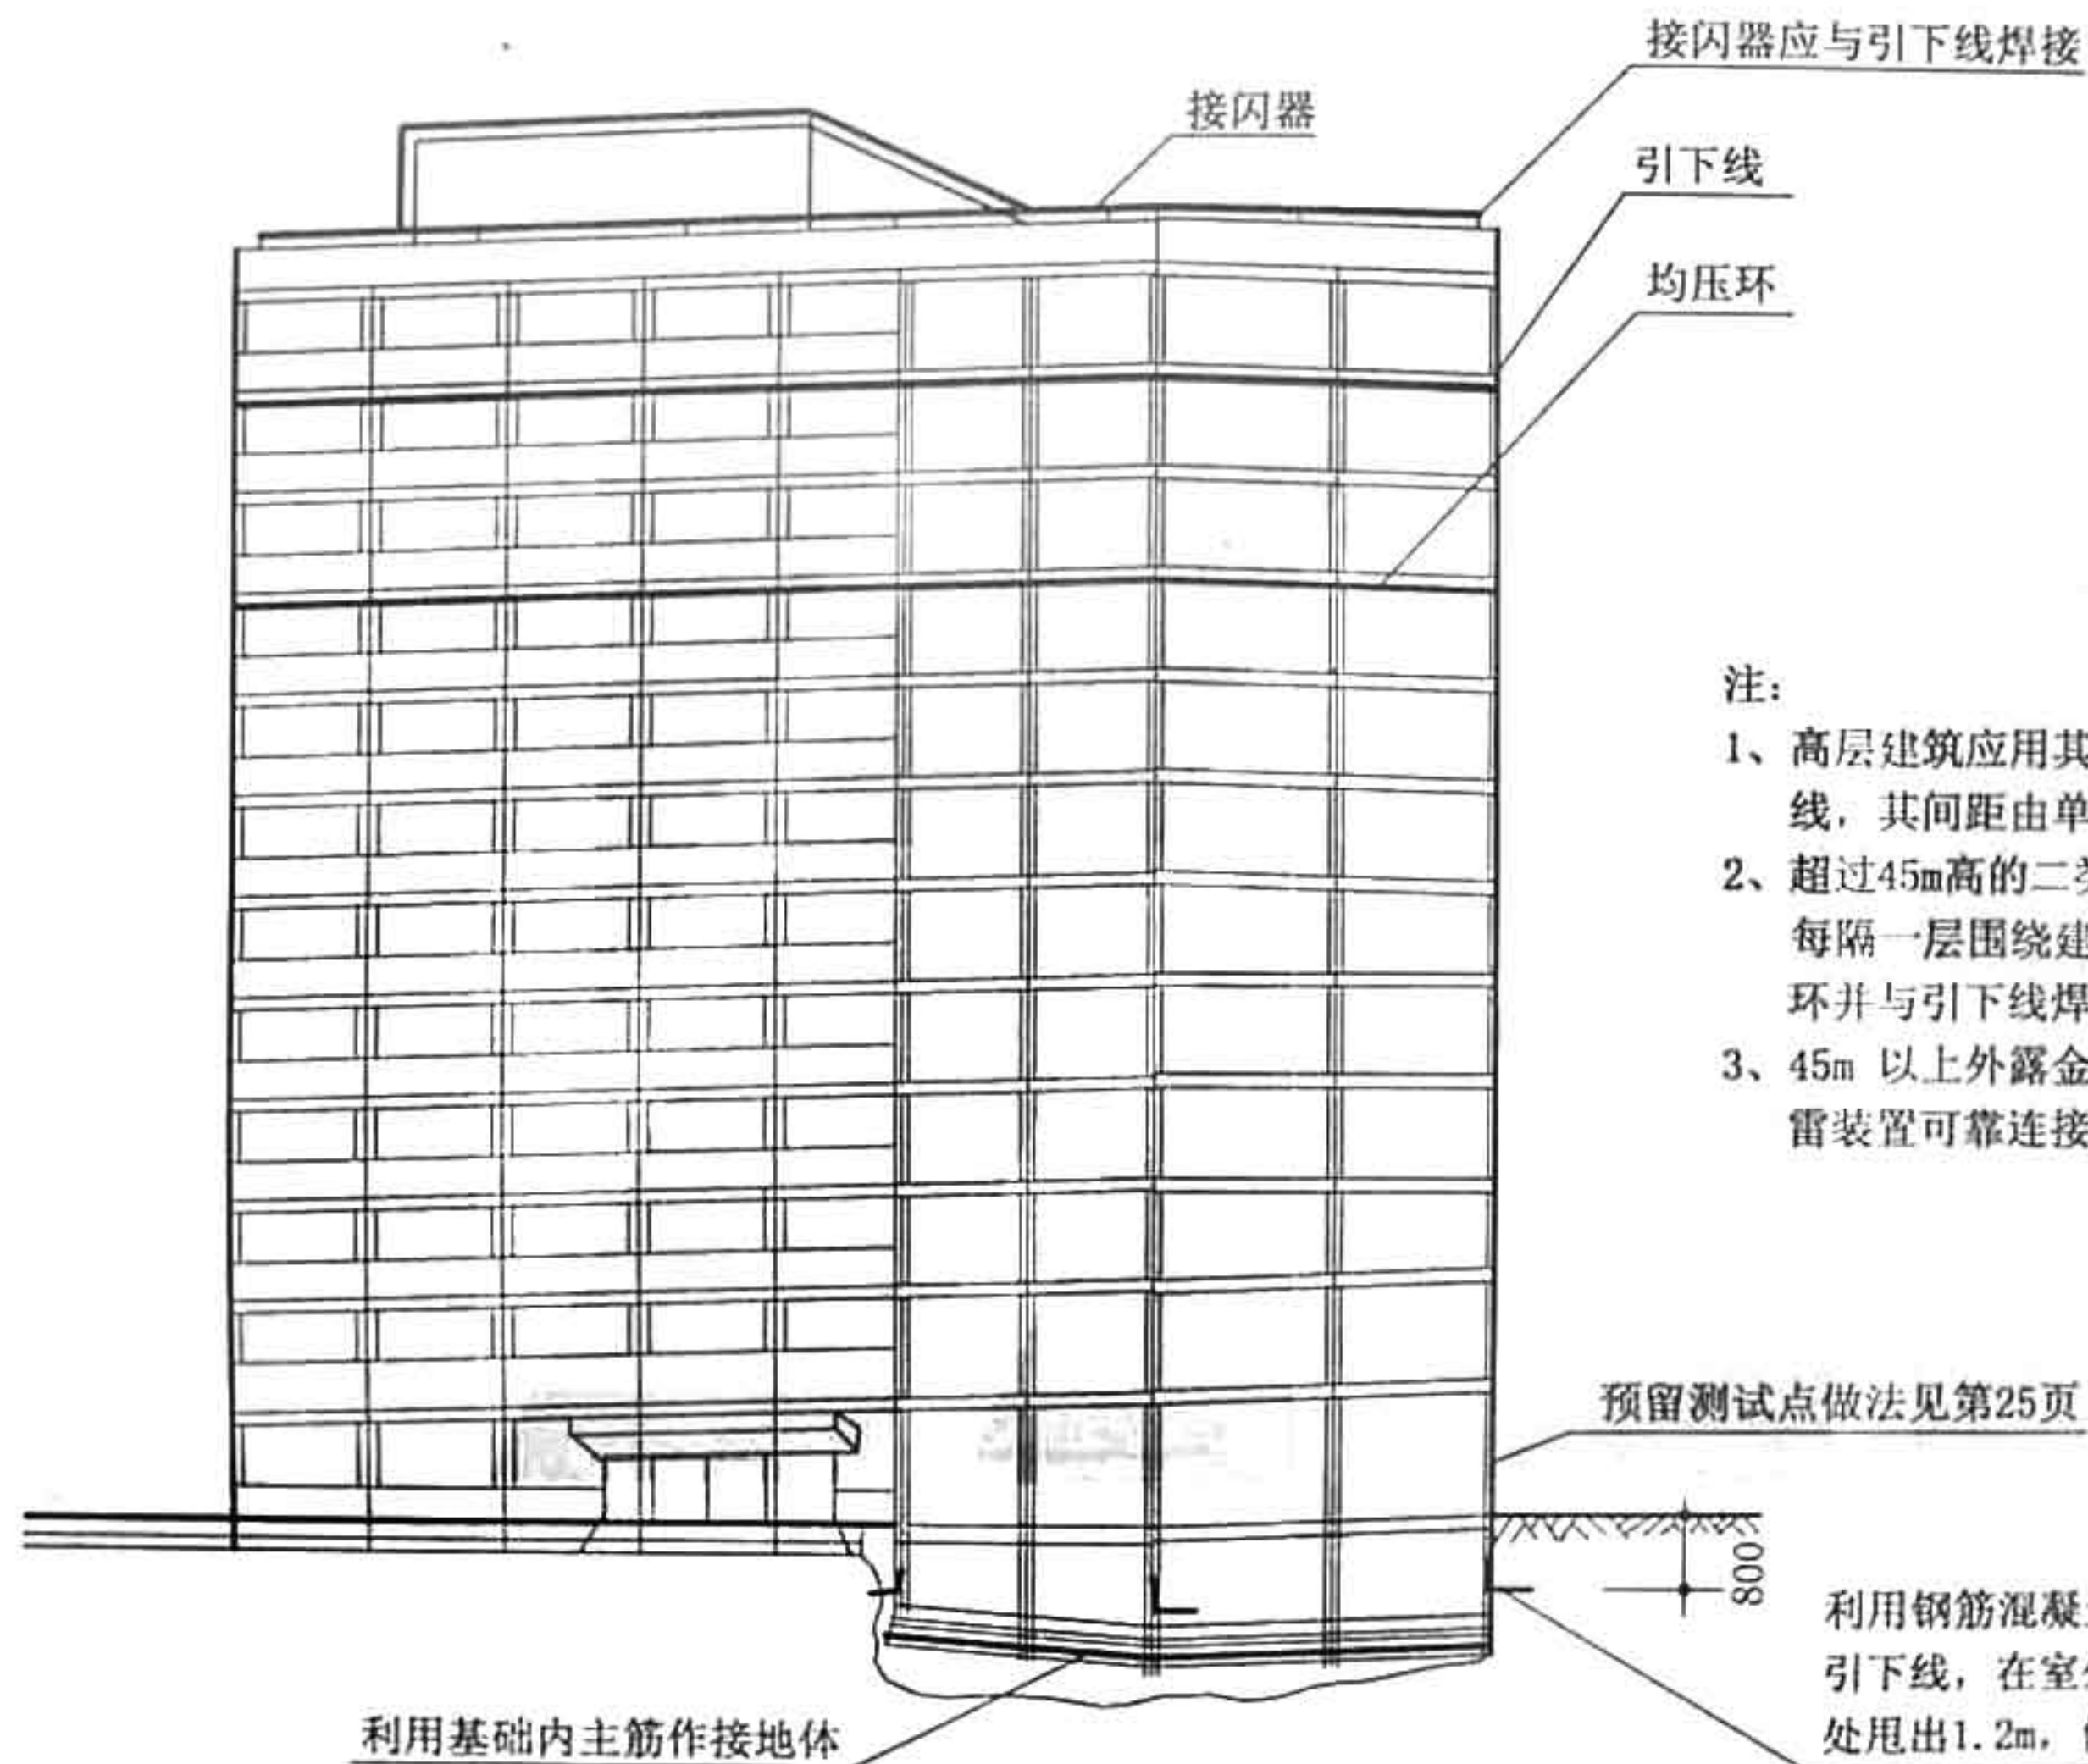 接闪器应与引下线焊接
接闪器
引下线
均压环
注：
1、高层建筑应用其
线，其间距由单
2、超过45m高的二类
每隔一层围绕建
环并与引下线焊
3、45m 以上外露金
雷装置可靠连接
预留测试点做法见第25页
800
利用钢筋混凝
引下线，在室外
处甩出1.2m，
利用基础内主筋作接地体